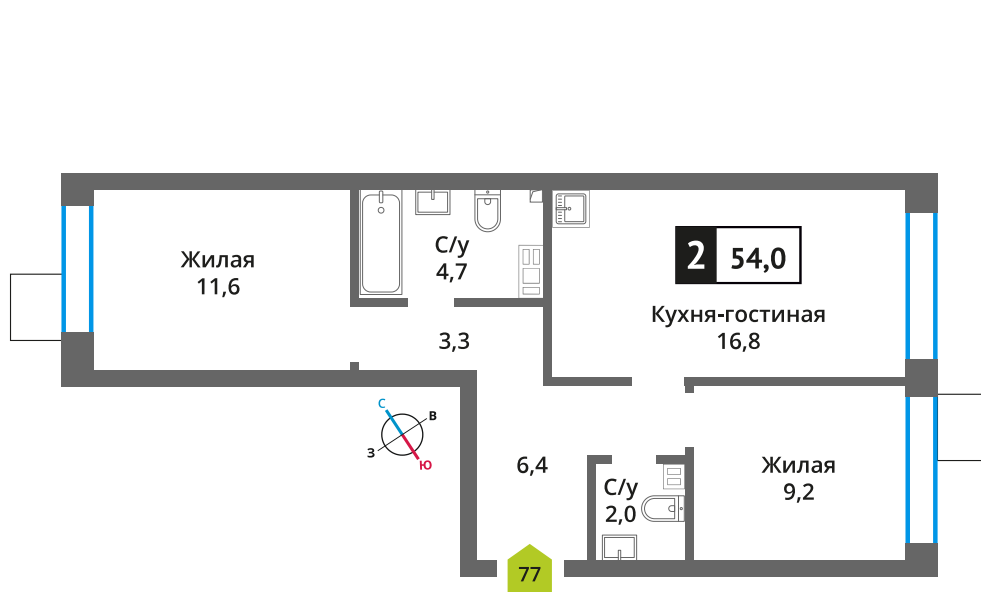 Жилая
11,6
С/у
4,7
2 54,0
Кухня-гостиная
16,8
3,3
С
В
З
Ю
6,4
С/у
2,0
Жилая
9,2
77